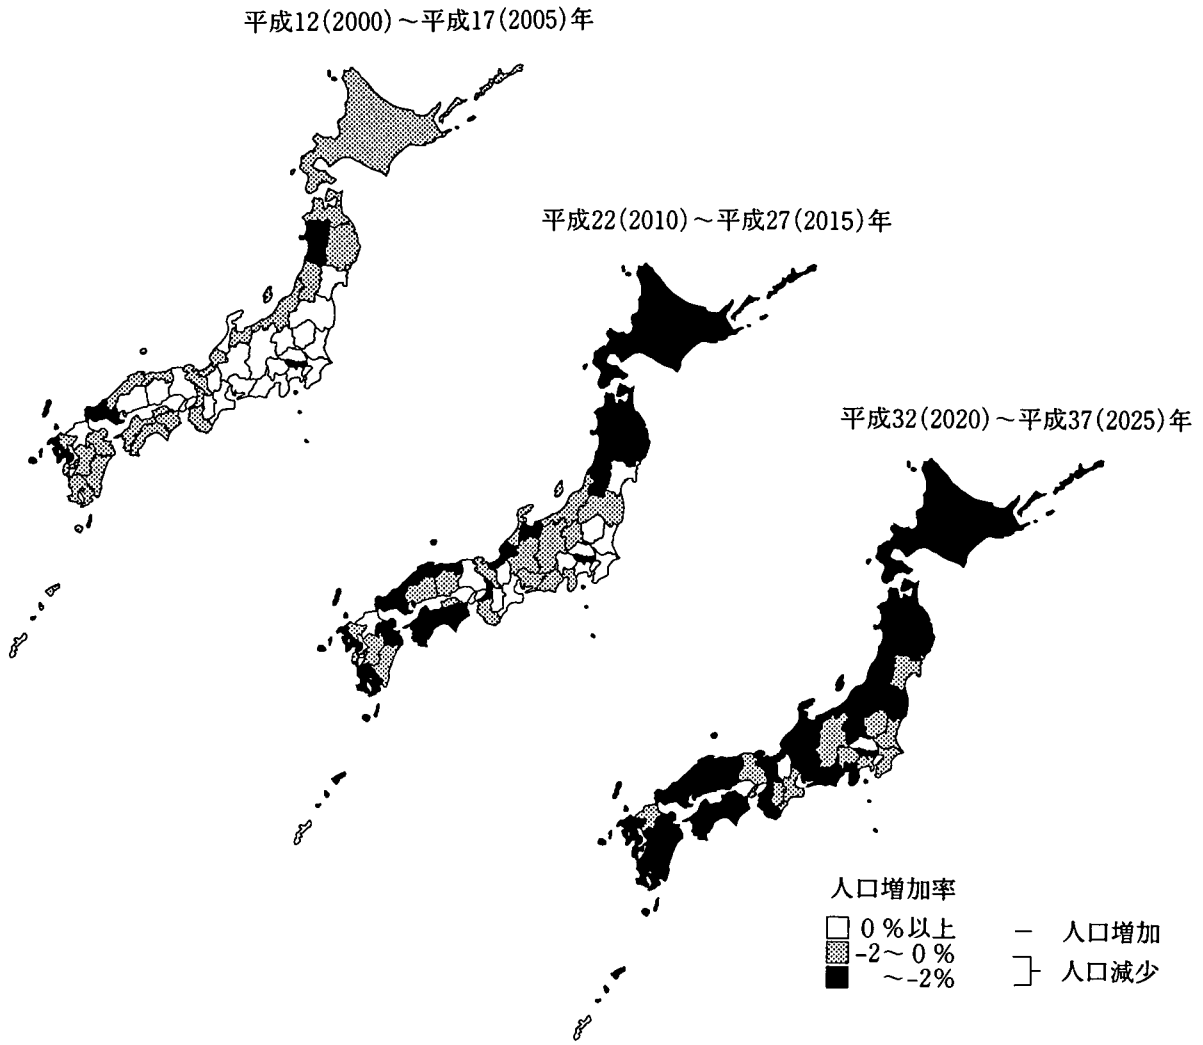 平成12(2000)～平成17(2005)年
平成22(2010)～平成27(2015)年
平成32(2020)～平成37(2025)年
人口増加率
0%以上 ─ 人口増加
-2～0%
～-2%
人口減少